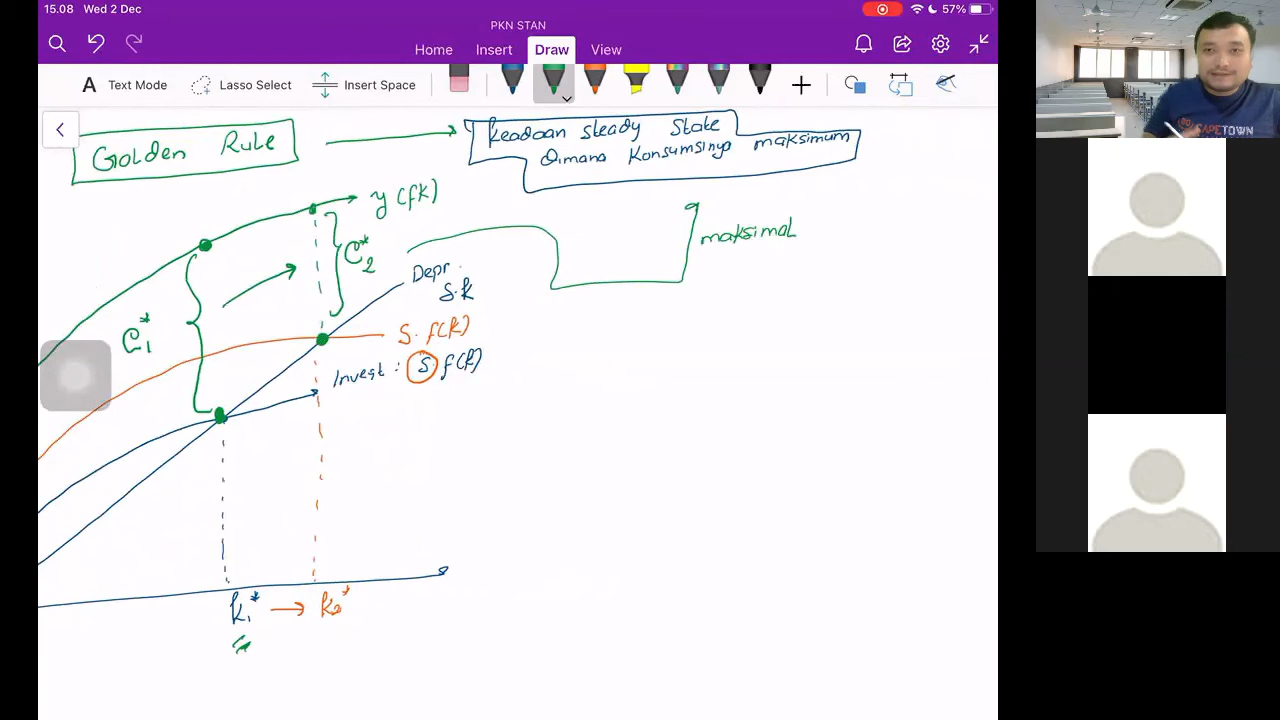 15.08 Wed 2 Dec
57%
PKN STAN
Home Insert Draw View
A Text Mode Lasso Select Insert Space
Golden Rule
Keadaan steady State
Dimana Konsumsinya maksimum
y (fk)
C₂*
maksimal
Depr.
S.k
C₁*
S. f(k)
Invest : S. f(k)
k₁* → k₂*
CAPETOWN